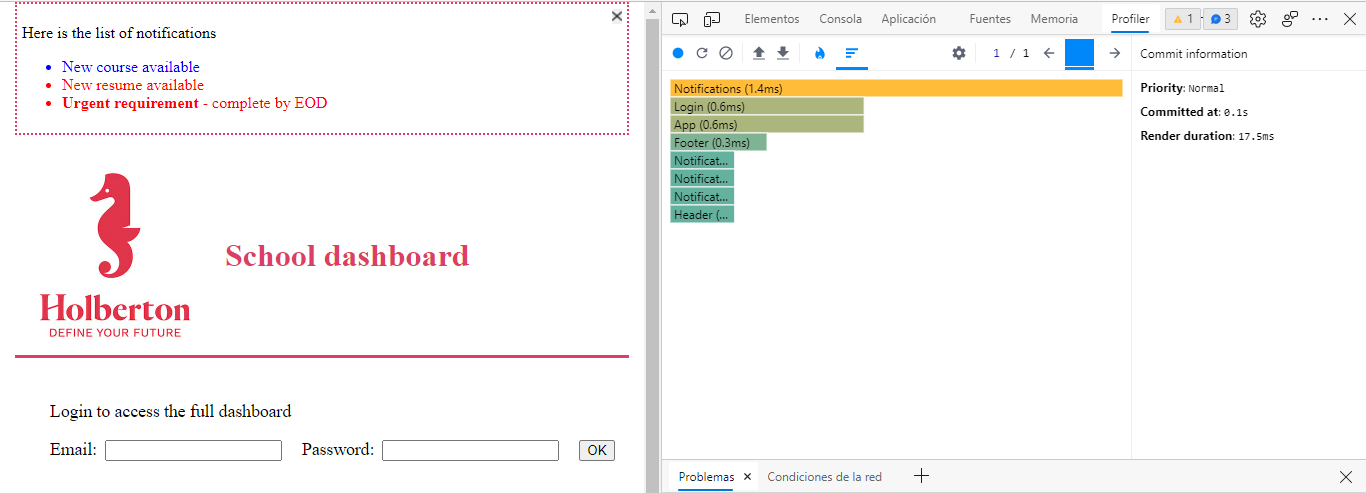 Here is the list of notifications
New course available
New resume available
Urgent requirement - complete by EOD
Holberton
DEFINE YOUR FUTURE
School dashboard
Login to access the full dashboard
Email: Password: OK
Elementos Consola Aplicación Fuentes Memoria Profiler 1 3
1 / 1 Commit information
Notifications (1.4ms)
Login (0.6ms)
App (0.6ms)
Footer (0.3ms)
Notificat...
Notificat...
Notificat...
Header (...
Priority: Normal
Committed at: 0.1s
Render duration: 17.5ms
Problemas Condiciones de la red